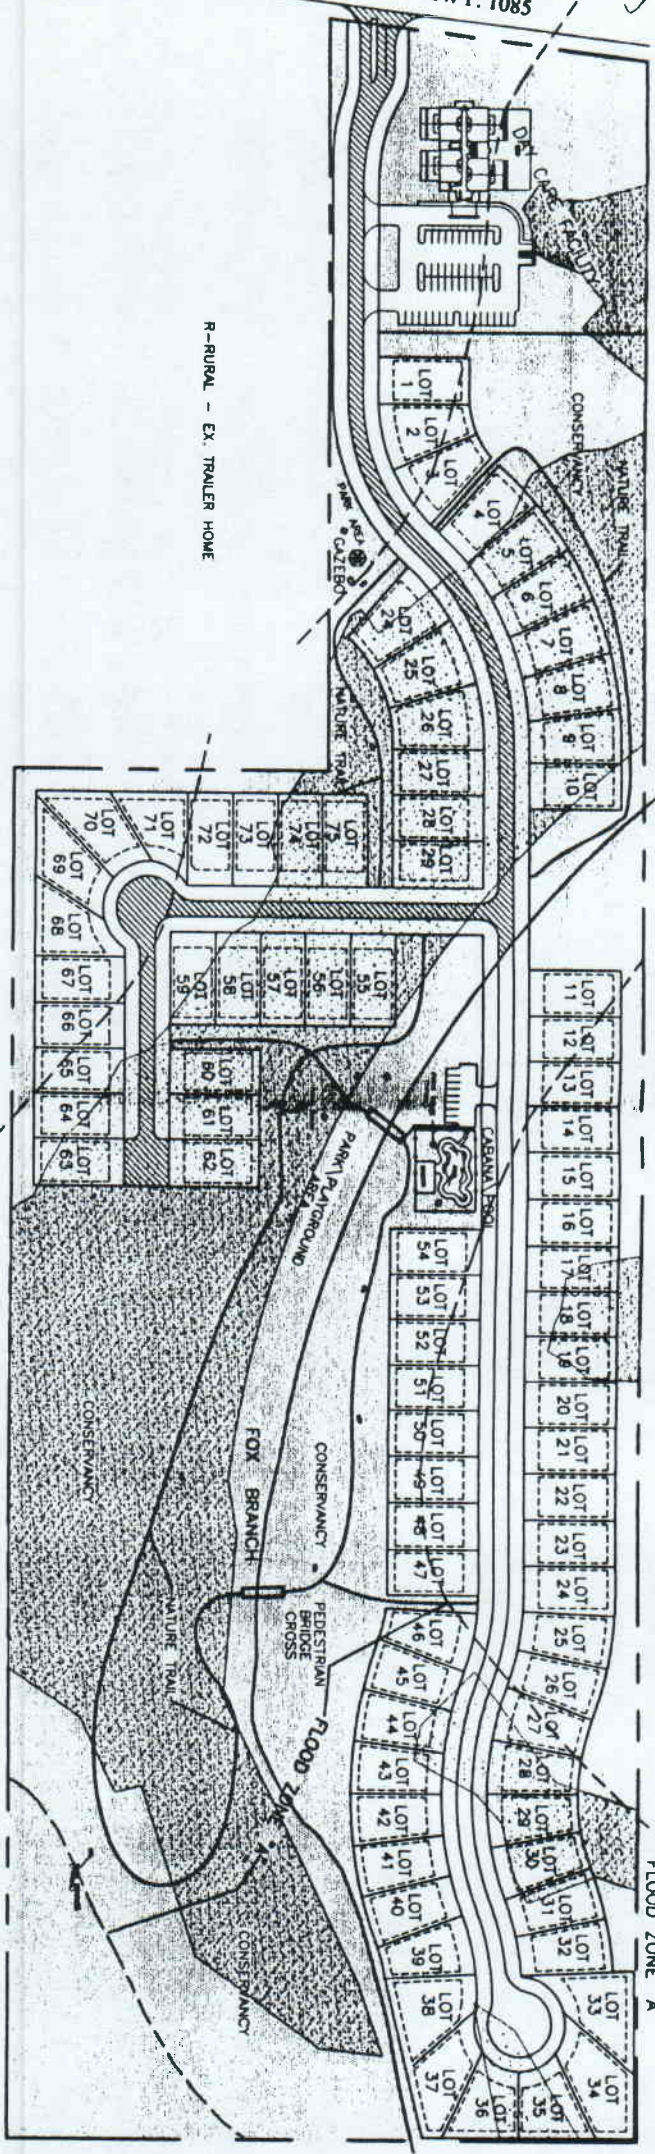 1085
DAY CARE FACILITY
R-RURAL - EX. TRAILER HOME
CONSERVANCY
NATURE TRAIL
PARK AREA
GAZEBO
NATURE TRAIL
LOT 1
LOT 2
LOT 3
LOT 4
LOT 5
LOT 6
LOT 7
LOT 8
LOT 9
LOT 10
LOT 24
LOT 25
LOT 26
LOT 27
LOT 28
LOT 29
LOT 75
LOT 74
LOT 73
LOT 72
LOT 71
LOT 70
LOT 69
LOT 68
LOT 67
LOT 66
LOT 65
LOT 64
LOT 63
LOT 55
LOT 56
LOT 57
LOT 58
LOT 59
LOT 60
LOT 61
LOT 62
LOT 11
LOT 12
LOT 13
LOT 14
LOT 15
LOT 16
LOT 17
LOT 18
LOT 19
LOT 20
LOT 21
LOT 22
LOT 23
LOT 24
LOT 25
LOT 26
LOT 27
LOT 28
LOT 29
LOT 30
LOT 31
LOT 32
LOT 33
LOT 34
LOT 35
LOT 36
LOT 37
LOT 38
LOT 39
LOT 40
LOT 41
LOT 42
LOT 43
LOT 44
LOT 45
LOT 46
LOT 47
LOT 48
LOT 49
LOT 50
LOT 51
LOT 52
LOT 53
LOT 54
CABANA POOL
PARK\PLAYGROUND
AREA
FOX BRANCH
CONSERVANCY
CONSERVANCY
PEDESTRIAN
BRIDGE
CROSS
NATURE TRAIL
FLOOD ZONE "A"
CONSERVANCY
FLOOD ZONE A